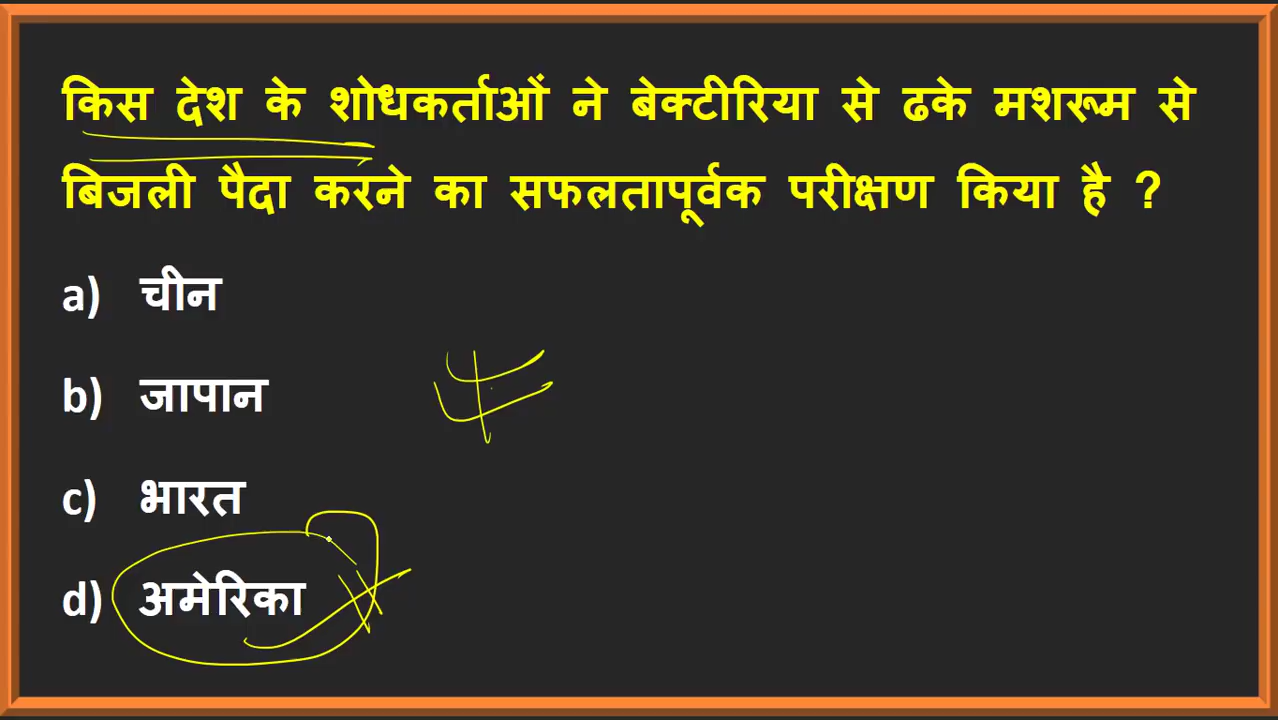 किस देश के शोधकर्ताओं ने बेक्टीरिया से ढके मशरूम से
बिजली पैदा करने का सफलतापूर्वक परीक्षण किया है ?
a) चीन
b) जापान
c) भारत
d) अमेरिका